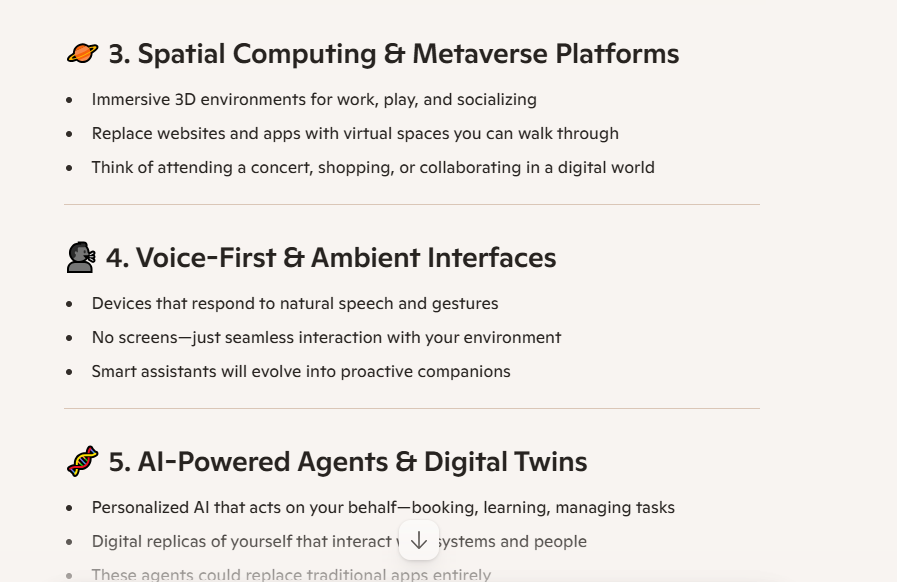 3. Spatial Computing & Metaverse Platforms
Immersive 3D environments for work, play, and socializing
Replace websites and apps with virtual spaces you can walk through
Think of attending a concert, shopping, or collaborating in a digital world
4. Voice-First & Ambient Interfaces
Devices that respond to natural speech and gestures
No screens—just seamless interaction with your environment
Smart assistants will evolve into proactive companions
5. AI-Powered Agents & Digital Twins
Personalized AI that acts on your behalf—booking, learning, managing tasks
Digital replicas of yourself that interact systems and people
These agents could replace traditional apps entirely